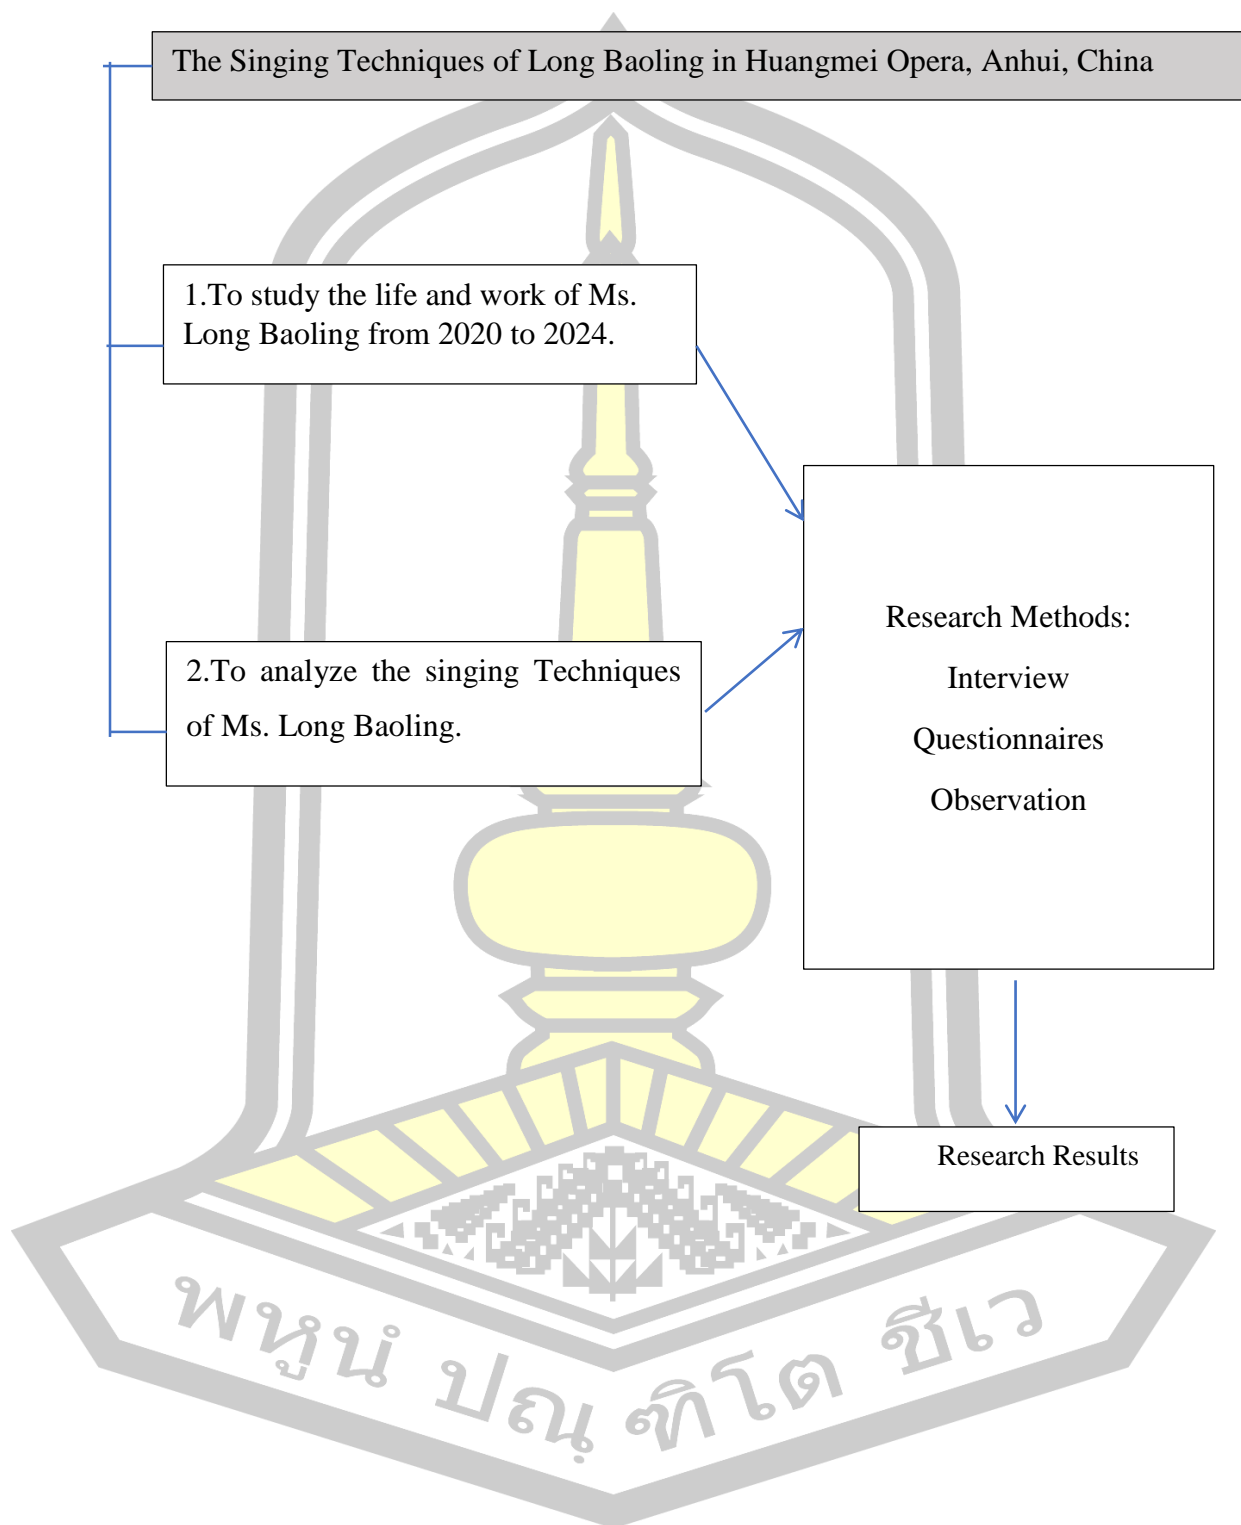 The Singing Techniques of Long Baoling in Huangmei Opera, Anhui, China
1.To study the life and work of Ms.
Long Baoling from 2020 to 2024.
2.To analyze the singing Techniques
of Ms. Long Baoling.
Research Methods:
Interview
Questionnaires
Observation
Research Results
พหูนํ ปณฺฑิโต ชีเว